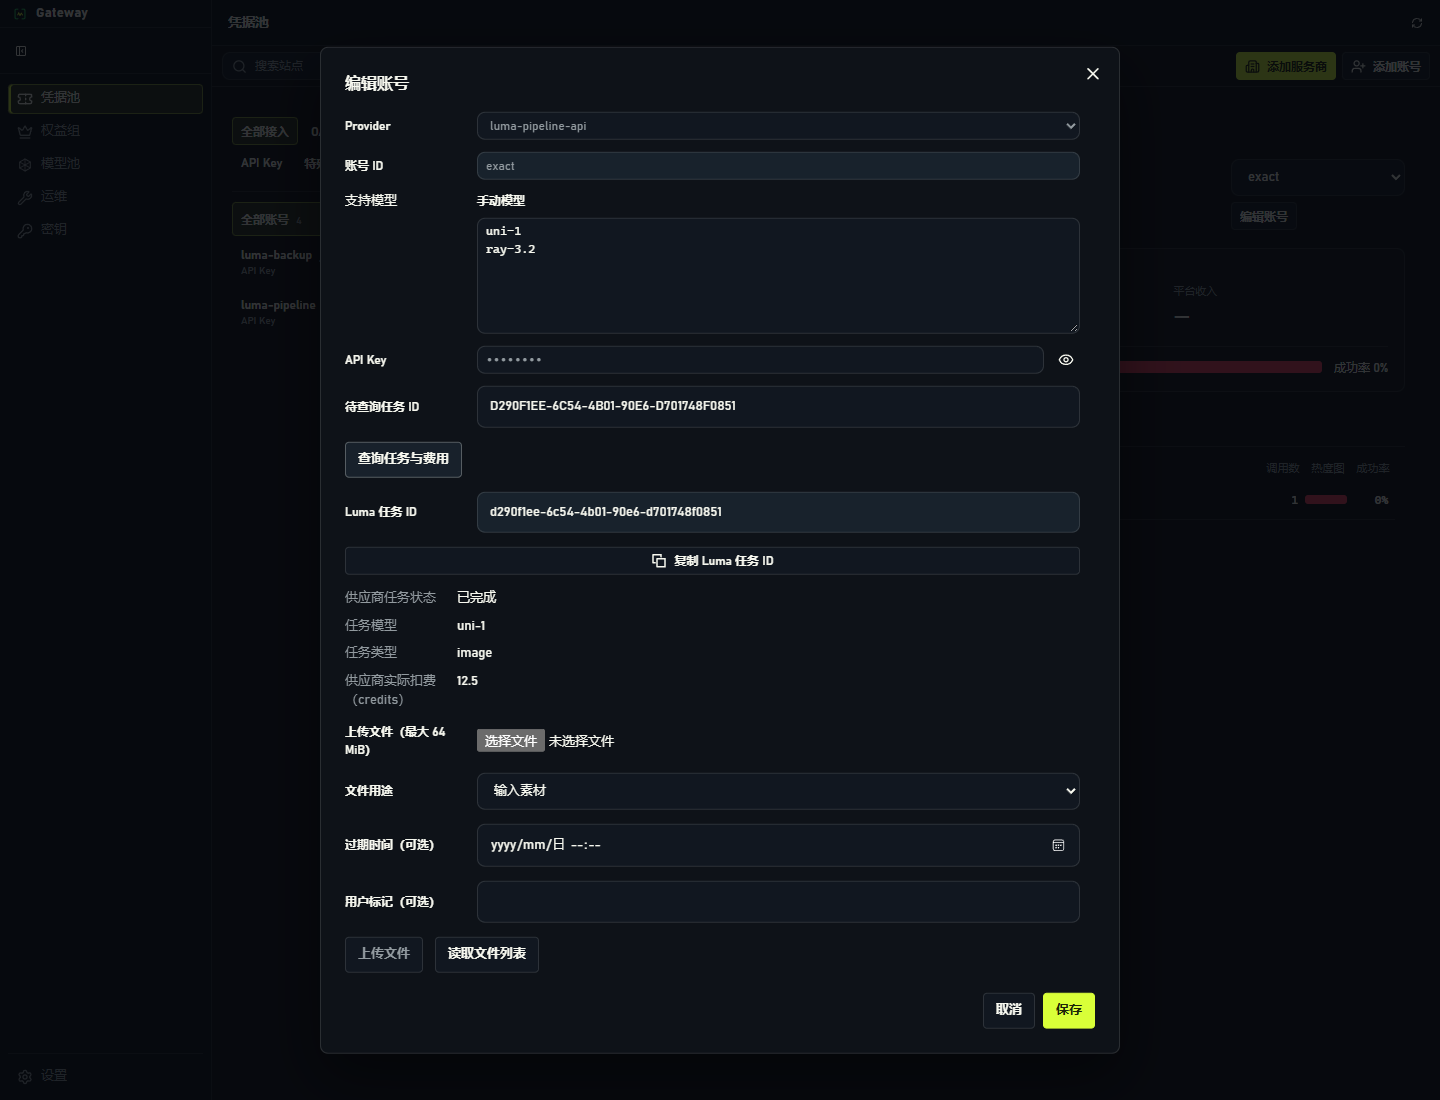 Gateway
凭据池
搜索站点
添加服务商
添加账号
凭据池
权益组
模型池
运维
密钥
设置
全部接入
0.
API Key
全部账号
luma-backup
API Key
luma-pipeline
API Key
exact
编辑账号
平台收入
—
成功率 0%
调用数 热度图 成功率
1
0%
编辑账号
Provider
luma-pipeline-api
账号 ID
exact
支持模型
手动模型
uni-1
ray-3.2
API Key
••••••••
待查询任务 ID
D290F1EE-6C54-4B01-90E6-D701748F0851
查询任务与费用
Luma 任务 ID
d290f1ee-6c54-4b01-90e6-d701748f0851
复制 Luma 任务 ID
供应商任务状态
已完成
任务模型
uni-1
任务类型
image
供应商实际扣费
（credits）
12.5
上传文件（最大 64
MiB）
选择文件 未选择文件
文件用途
输入素材
过期时间（可选）
yyyy/mm/日 --:--
用户标记（可选）
上传文件
读取文件列表
取消
保存